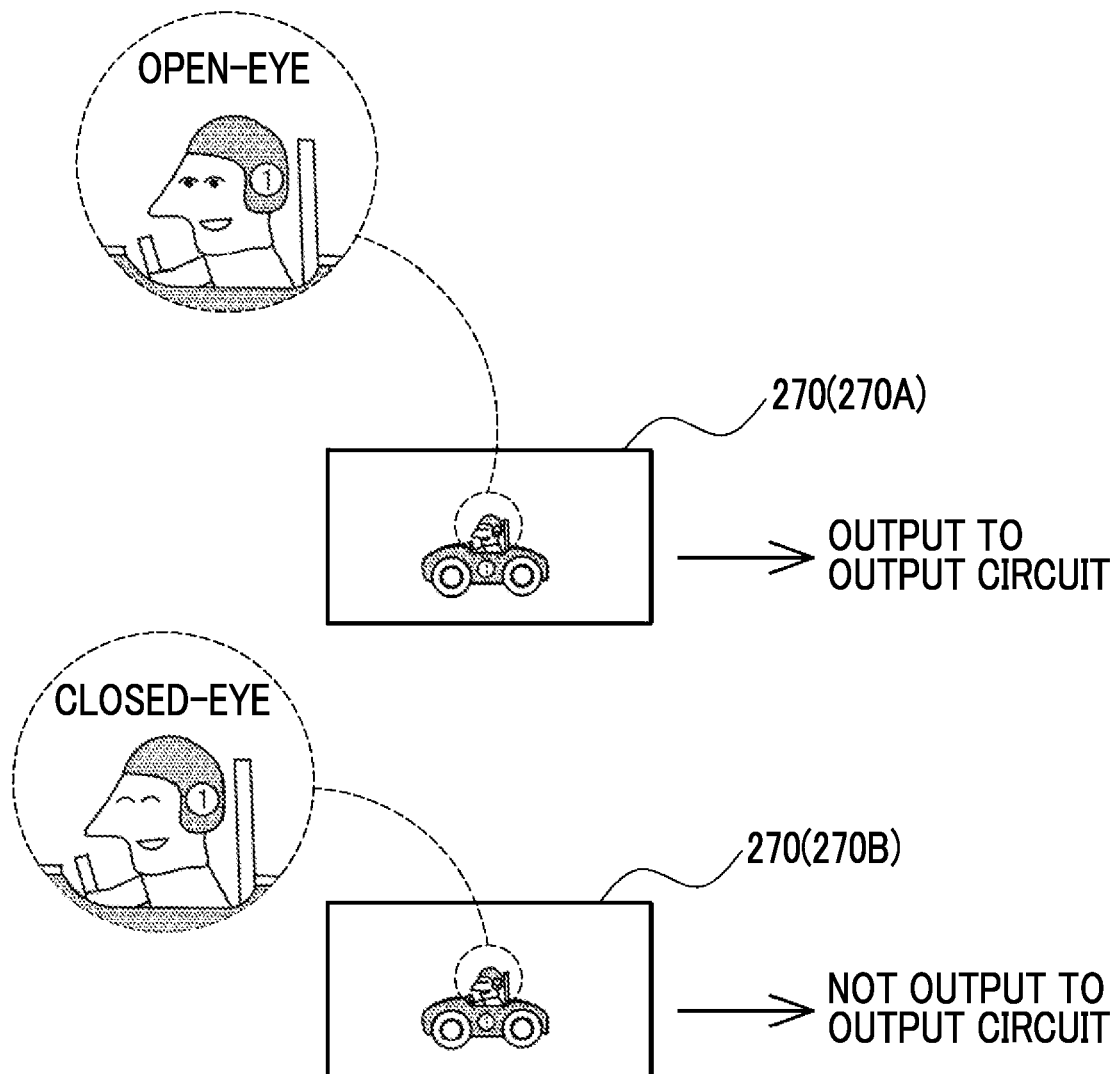 OPEN-EYE
1
270(270A)
OUTPUT TO
OUTPUT CIRCUIT
CLOSED-EYE
1
270(270B)
NOT OUTPUT TO
OUTPUT CIRCUIT